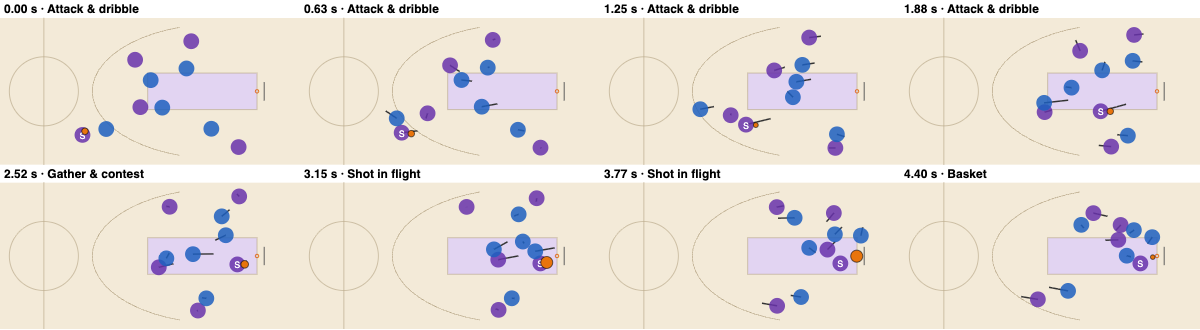 0.00 s · Attack & dribble
0.63 s · Attack & dribble
1.25 s · Attack & dribble
1.88 s · Attack & dribble
S
S
S
S
2.52 s · Gather & contest
3.15 s · Shot in flight
3.77 s · Shot in flight
4.40 s · Basket
S
S
S
S